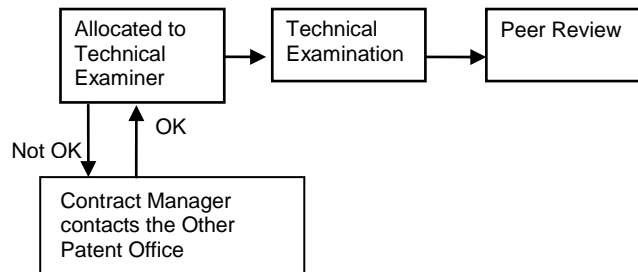 Allocated to
Technical
Examiner
Technical
Examination
Peer Review
OK
Not OK
Contract Manager
contacts the Other
Patent Office